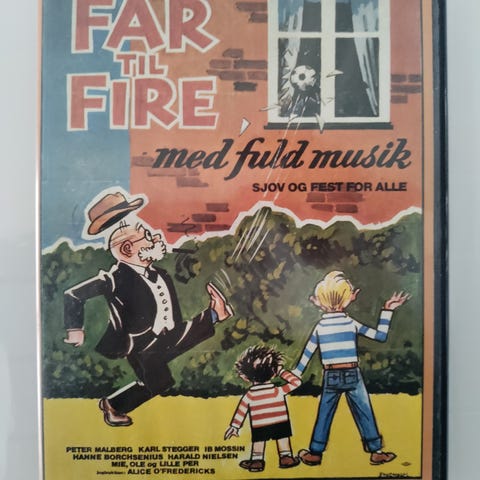 FAR
TIL
FIRE
med fuld musik
SJOV OG FEST FOR ALLE
PETER MALBERG KARL STEGGER IB MOSSIN
HANNE BORCHSENIUS HARALD NIELSEN
MIE, OLE og LILLE PER
Instruktion: ALICE O'FREDERICKS